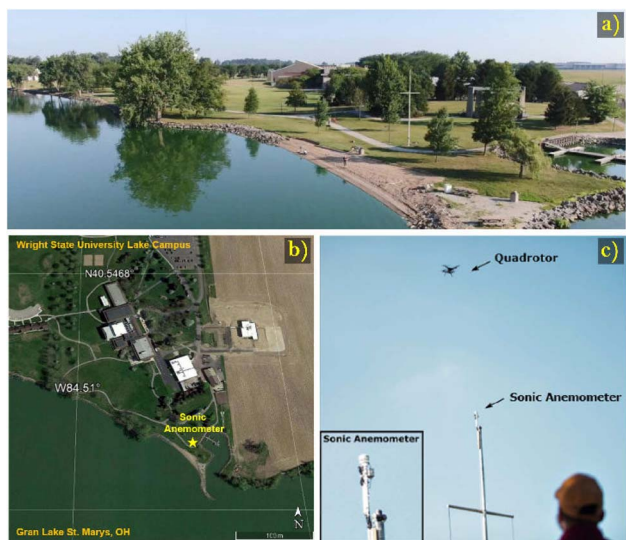 a)
Wright State University Lake Campus
b)
N40.5468°
W84.51°
Sonic
Anemometer
Gran Lake St. Marys, OH
N
c)
Quadrotor
Sonic Anemometer
Sonic Anemometer